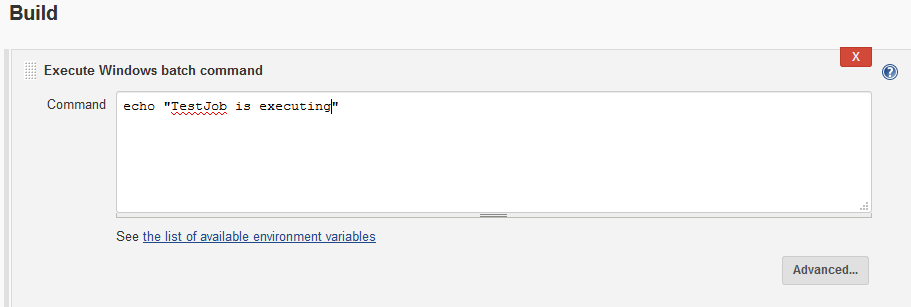 Build
X
Execute Windows batch command
?
Command
echo "TestJob is executing"
See the list of available environment variables
Advanced...